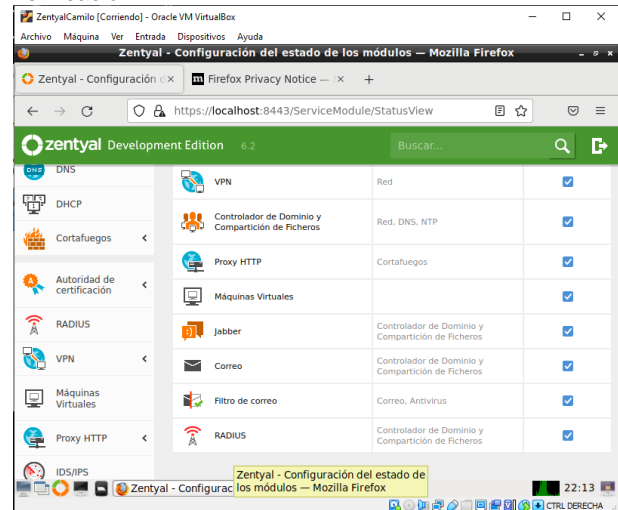 ZentyalCamilo [Corriendo] - Oracle VM VirtualBox
Archivo Máquina Ver Entrada Dispositivos Ayuda
Zentyal - Configuración del estado de los módulos — Mozilla Firefox
Zentyal - Configuración d
Firefox Privacy Notice —
https://localhost:8443/ServiceModule/StatusView
zentyal Development Edition 6.2
Buscar...
DNS
DNS
DHCP
Cortafuegos
Autoridad de
certificación
RADIUS
VPN
Máquinas
Virtuales
Proxy HTTP
IDS/IPS
VPN Red
Controlador de Dominio y
Compartición de Ficheros
Red, DNS, NTP
Proxy HTTP Cortafuegos
Máquinas Virtuales
Jabber
Controlador de Dominio y
Compartición de Ficheros
Correo
Controlador de Dominio y
Compartición de Ficheros
Filtro de correo Correo, Antivirus
RADIUS
Controlador de Dominio y
Compartición de Ficheros
Zentyal - Configuración del estado de
los módulos — Mozilla Firefox
Zentyal - Configurac
22:13
CTRL DERECHA